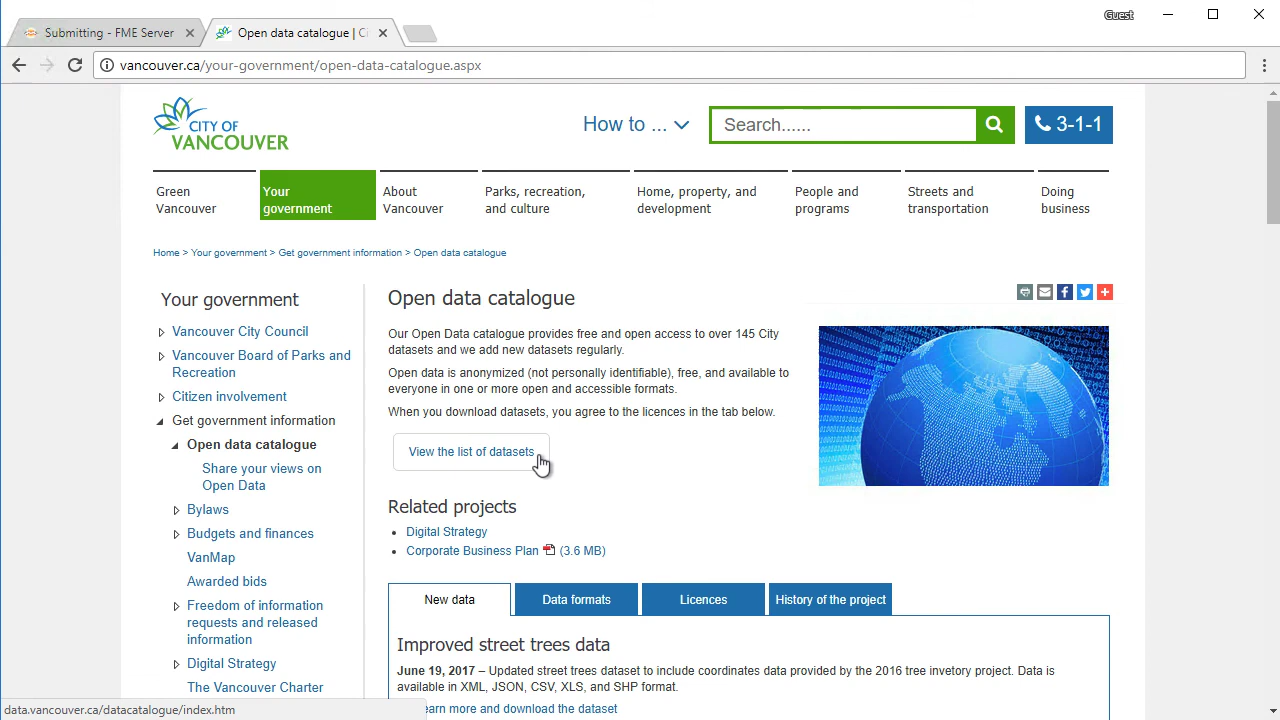 Guest
Submitting - FME Server
Open data catalogue | Ci
vancouver.ca/your-government/open-data-catalogue.aspx
CITY OF
VANCOUVER
How to ...
Search......
3-1-1
Green
Vancouver
Your
government
About
Vancouver
Parks, recreation,
and culture
Home, property, and
development
People and
programs
Streets and
transportation
Doing
business
Home > Your government > Get government information > Open data catalogue
Your government
Vancouver City Council
Vancouver Board of Parks and
Recreation
Citizen involvement
Get government information
Open data catalogue
Share your views on
Open Data
Bylaws
Budgets and finances
VanMap
Awarded bids
Freedom of information
requests and released
information
Digital Strategy
The Vancouver Charter
Open data catalogue
Our Open Data catalogue provides free and open access to over 145 City
datasets and we add new datasets regularly.
Open data is anonymized (not personally identifiable), free, and available to
everyone in one or more open and accessible formats.
When you download datasets, you agree to the licences in the tab below.
View the list of datasets
Related projects
Digital Strategy
Corporate Business Plan (3.6 MB)
New data
Data formats
Licences
History of the project
Improved street trees data
June 19, 2017 – Updated street trees dataset to include coordinates data provided by the 2016 tree invetory project. Data is
available in XML, JSON, CSV, XLS, and SHP format.
earn more and download the dataset
data.vancouver.ca/datacatalogue/index.htm